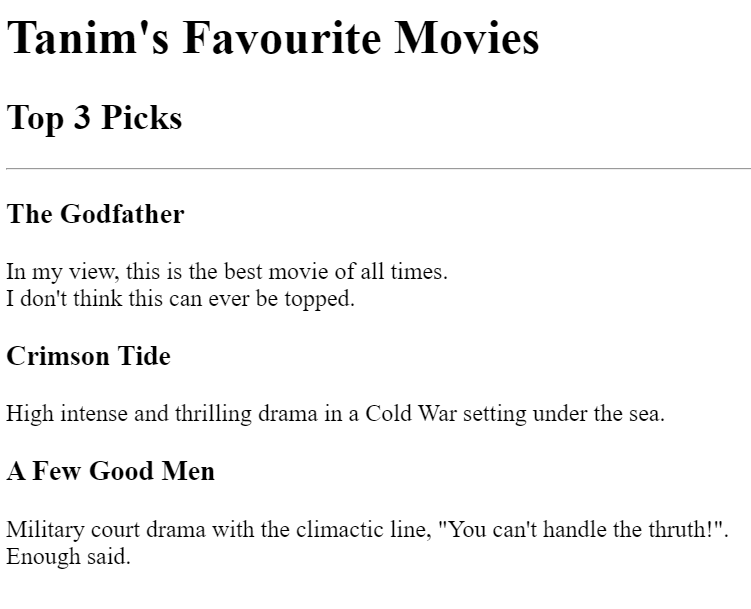 Tanim's Favourite Movies
Top 3 Picks
The Godfather
In my view, this is the best movie of all times.
I don't think this can ever be topped.
Crimson Tide
High intense and thrilling drama in a Cold War setting under the sea.
A Few Good Men
Military court drama with the climactic line, "You can't handle the thruth!".
Enough said.